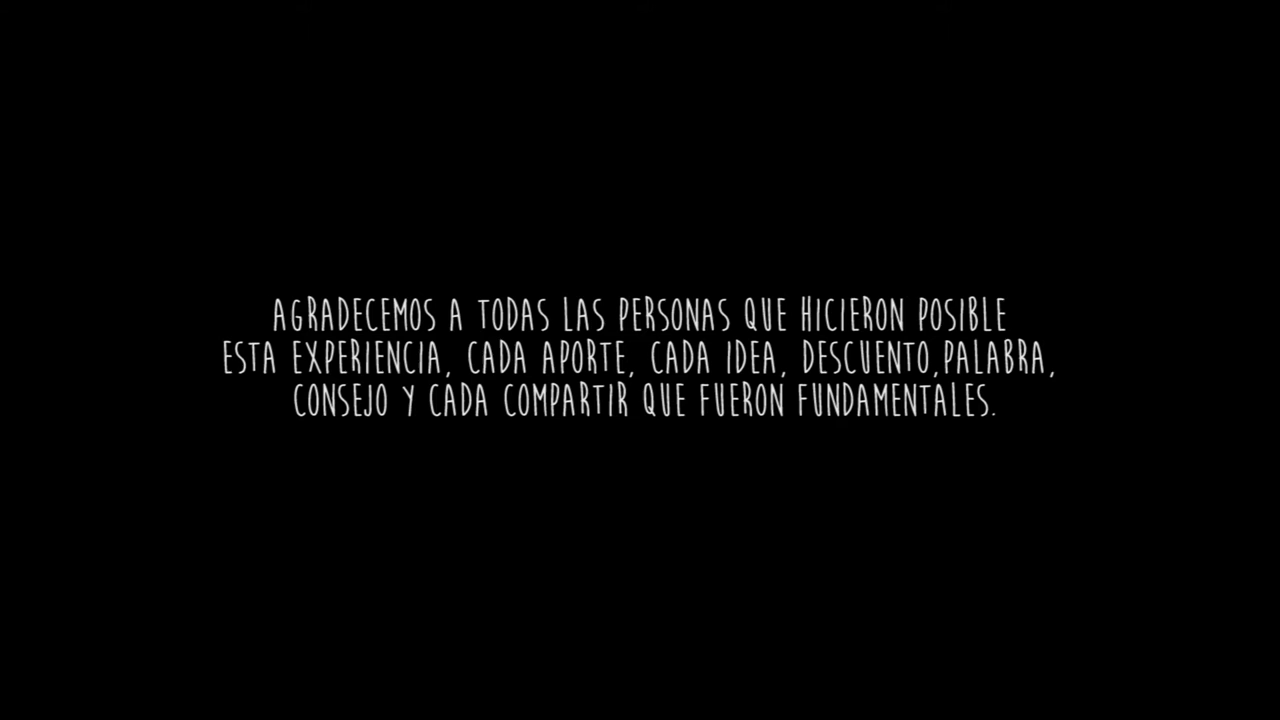 AGRADECEMOS A TODAS LAS PERSONAS QUE HICIERON POSIBLE
ESTA EXPERIENCIA, CADA APORTE, CADA IDEA, DESCUENTO,PALABRA,
CONSEJO Y CADA COMPARTIR QUE FUERON FUNDAMENTALES.